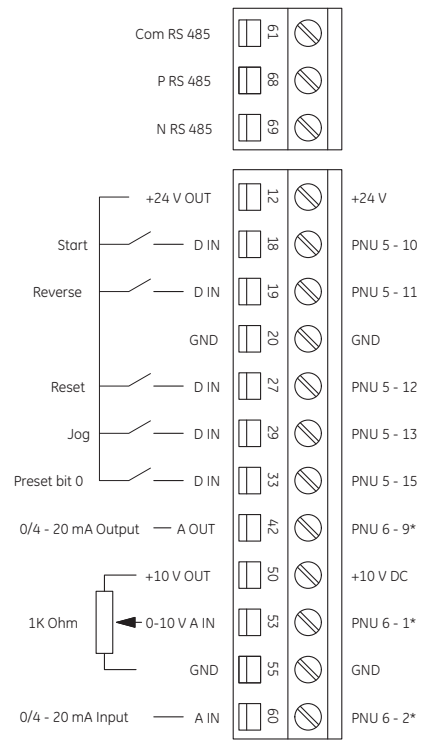 Com RS 485 61
P RS 485 68
N RS 485 69
+24 V OUT 12 +24 V
Start D IN 18 PNU 5 - 10
Reverse D IN 19 PNU 5 - 11
GND 20 GND
Reset D IN 27 PNU 5 - 12
Jog D IN 29 PNU 5 - 13
Preset bit 0 D IN 33 PNU 5 - 15
0/4 - 20 mA Output A OUT 42 PNU 6 - 9*
+10 V OUT 50 +10 V DC
1K Ohm 0-10 V A IN 53 PNU 6 - 1*
GND 55 GND
0/4 - 20 mA Input A IN 60 PNU 6 - 2*